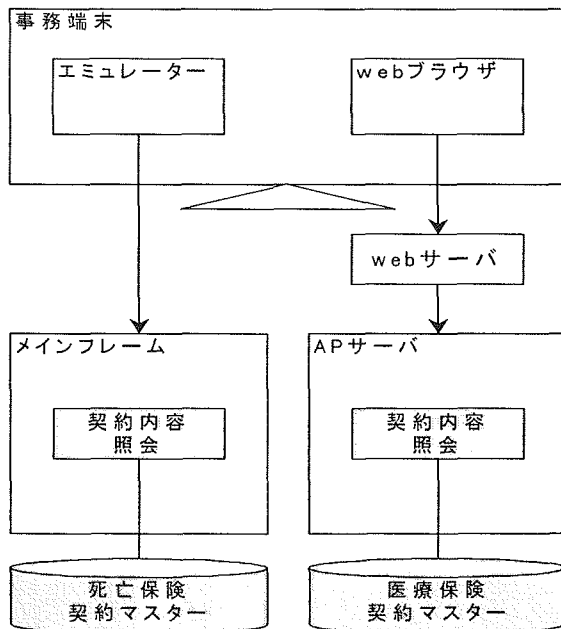 事務端末
エミュレーター
webブラウザ
webサーバ
メインフレーム
APサーバ
契約内容
照会
契約内容
照会
死亡保険
契約マスター
医療保険
契約マスター